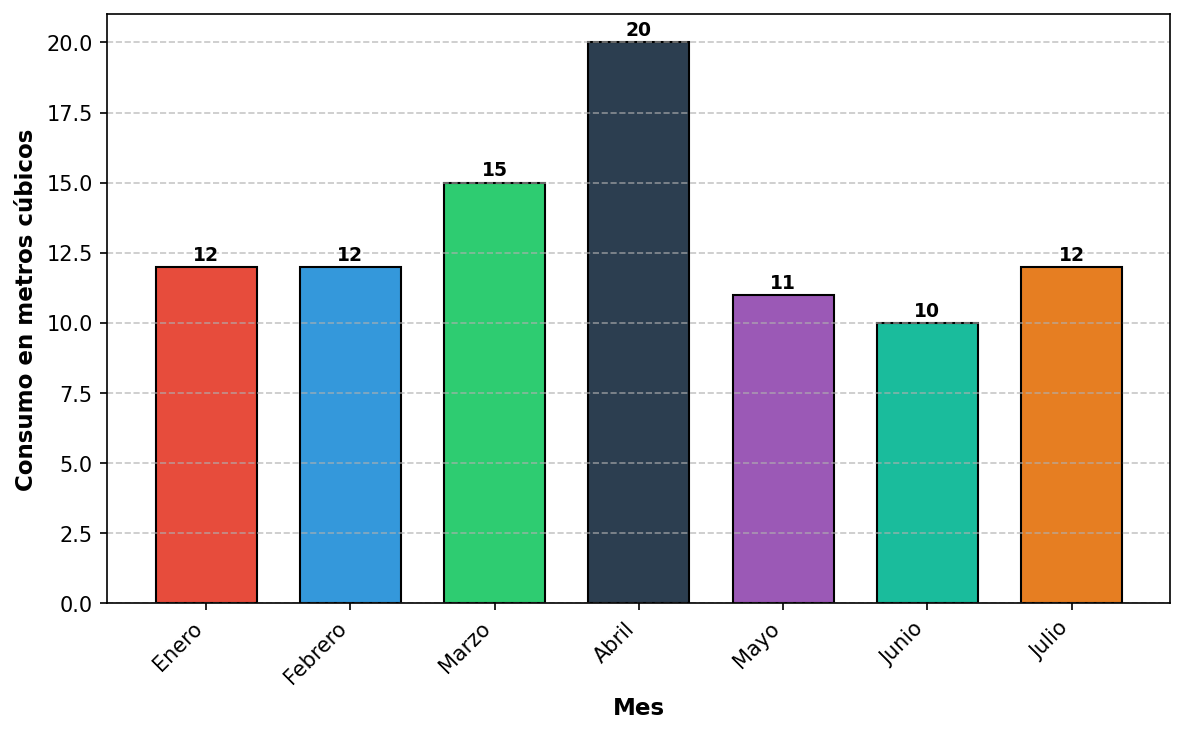 20
20.0
17.5
15
15.0
12
12
12
12.5
11
10
10.0
7.5
5.0
2.5
0.0
Consumo en metros cúbicos
Enero
Febrero
Marzo
Abril
Mayo
Junio
Julio
Mes